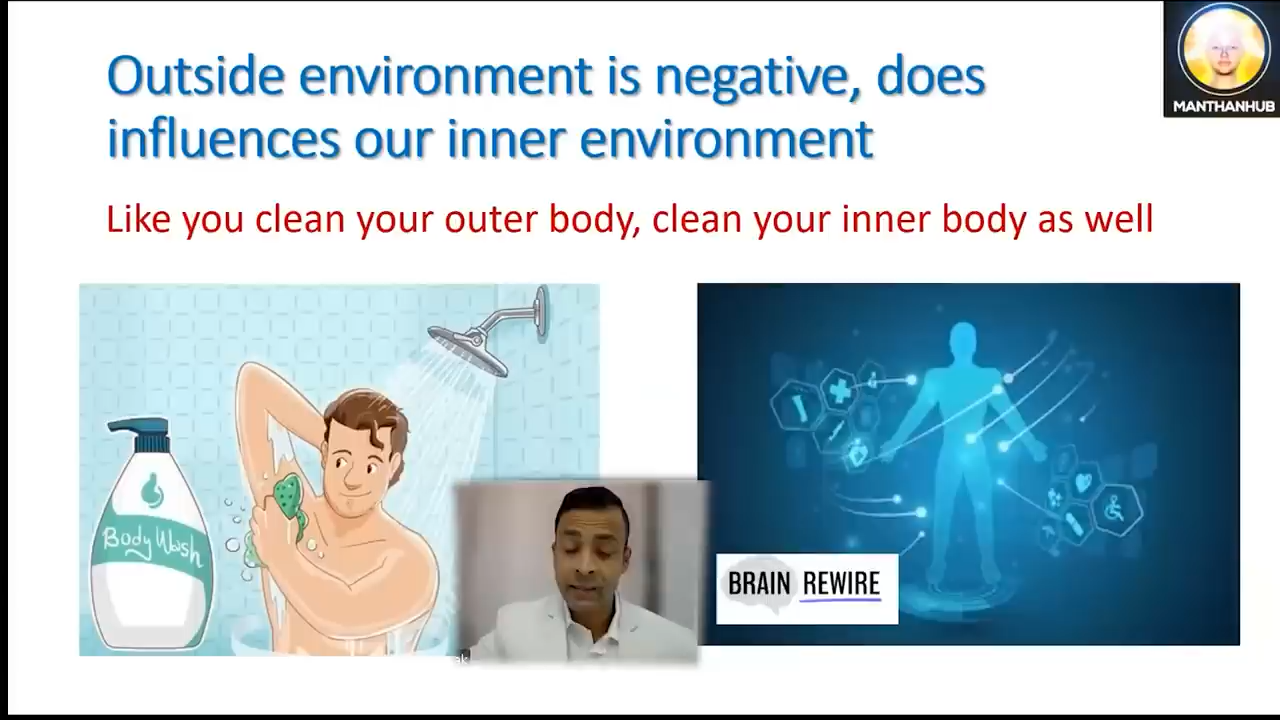 Outside environment is negative, does
influences our inner environment
MANTHANHUB
Like you clean your outer body, clean your inner body as well
Body Wash
BRAIN REWIRE